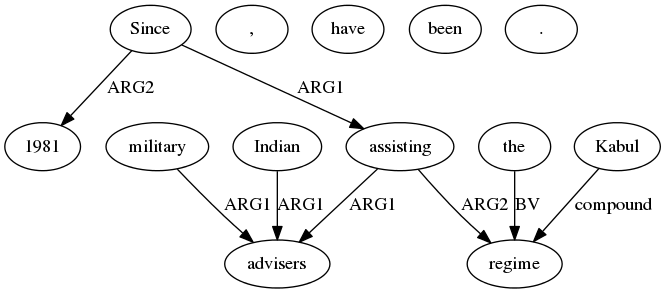 Since , have been .
ARG2 ARG1
1981 military Indian assisting the Kabul
ARG1 ARG1 ARG1 ARG2 BV compound
advisers regime